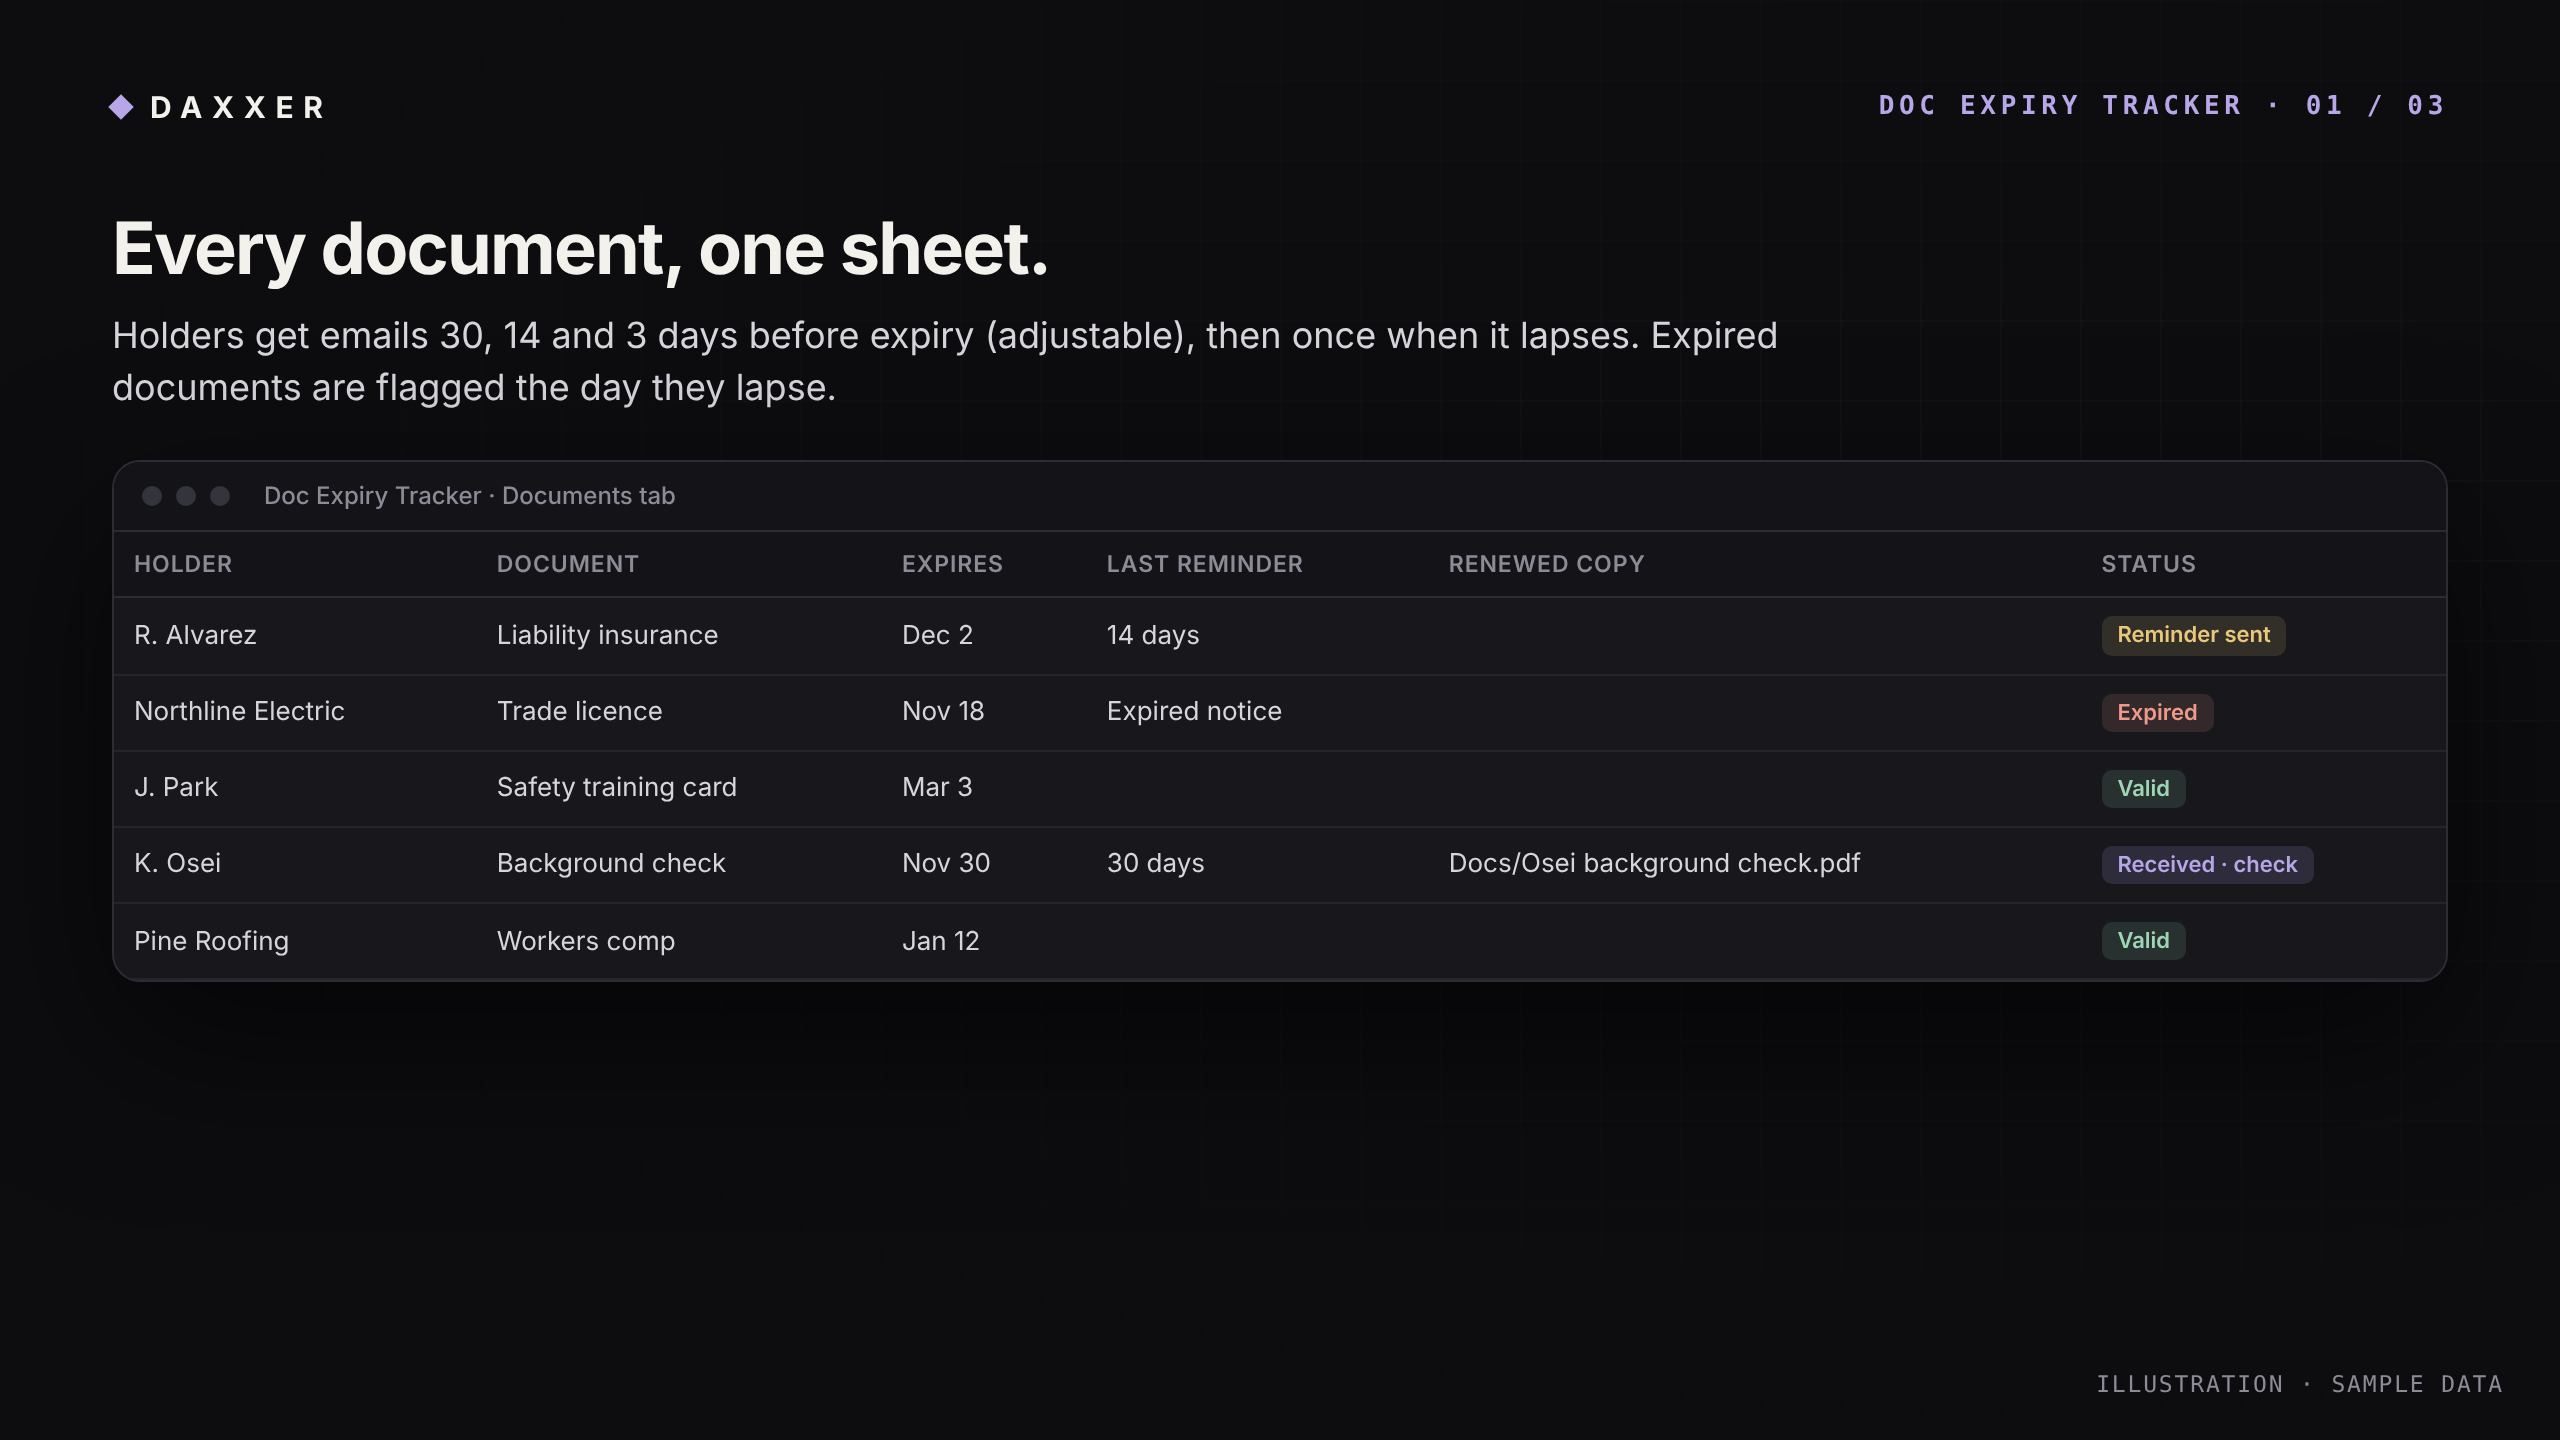 DAXXER
DOC EXPIRY TRACKER · 01 / 03
Every document, one sheet.
Holders get emails 30, 14 and 3 days before expiry (adjustable), then once when it lapses. Expired
documents are flagged the day they lapse.
Doc Expiry Tracker · Documents tab
HOLDER DOCUMENT EXPIRES LAST REMINDER RENEWED COPY STATUS
R. Alvarez Liability insurance Dec 2 14 days Reminder sent
Northline Electric Trade licence Nov 18 Expired notice Expired
J. Park Safety training card Mar 3 Valid
K. Osei Background check Nov 30 30 days Docs/Osei background check.pdf Received · check
Pine Roofing Workers comp Jan 12 Valid
ILLUSTRATION · SAMPLE DATA